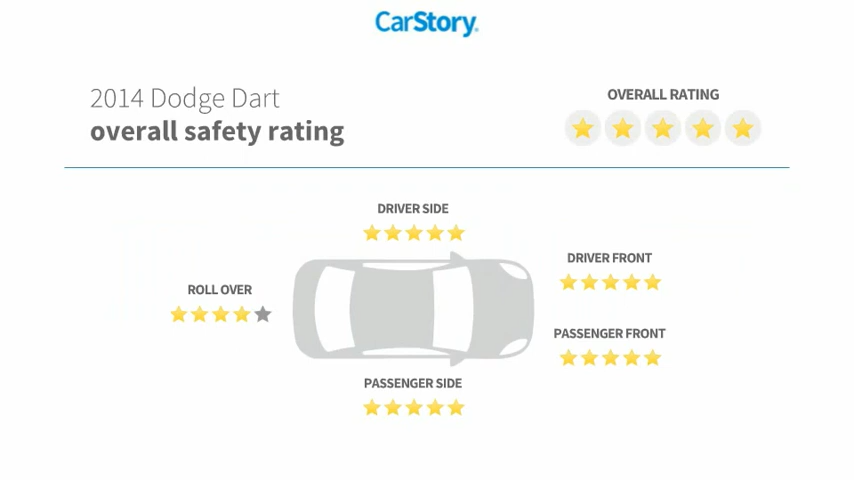 CarStory.
2014 Dodge Dart
overall safety rating
OVERALL RATING
DRIVER SIDE
DRIVER FRONT
ROLL OVER
PASSENGER FRONT
PASSENGER SIDE